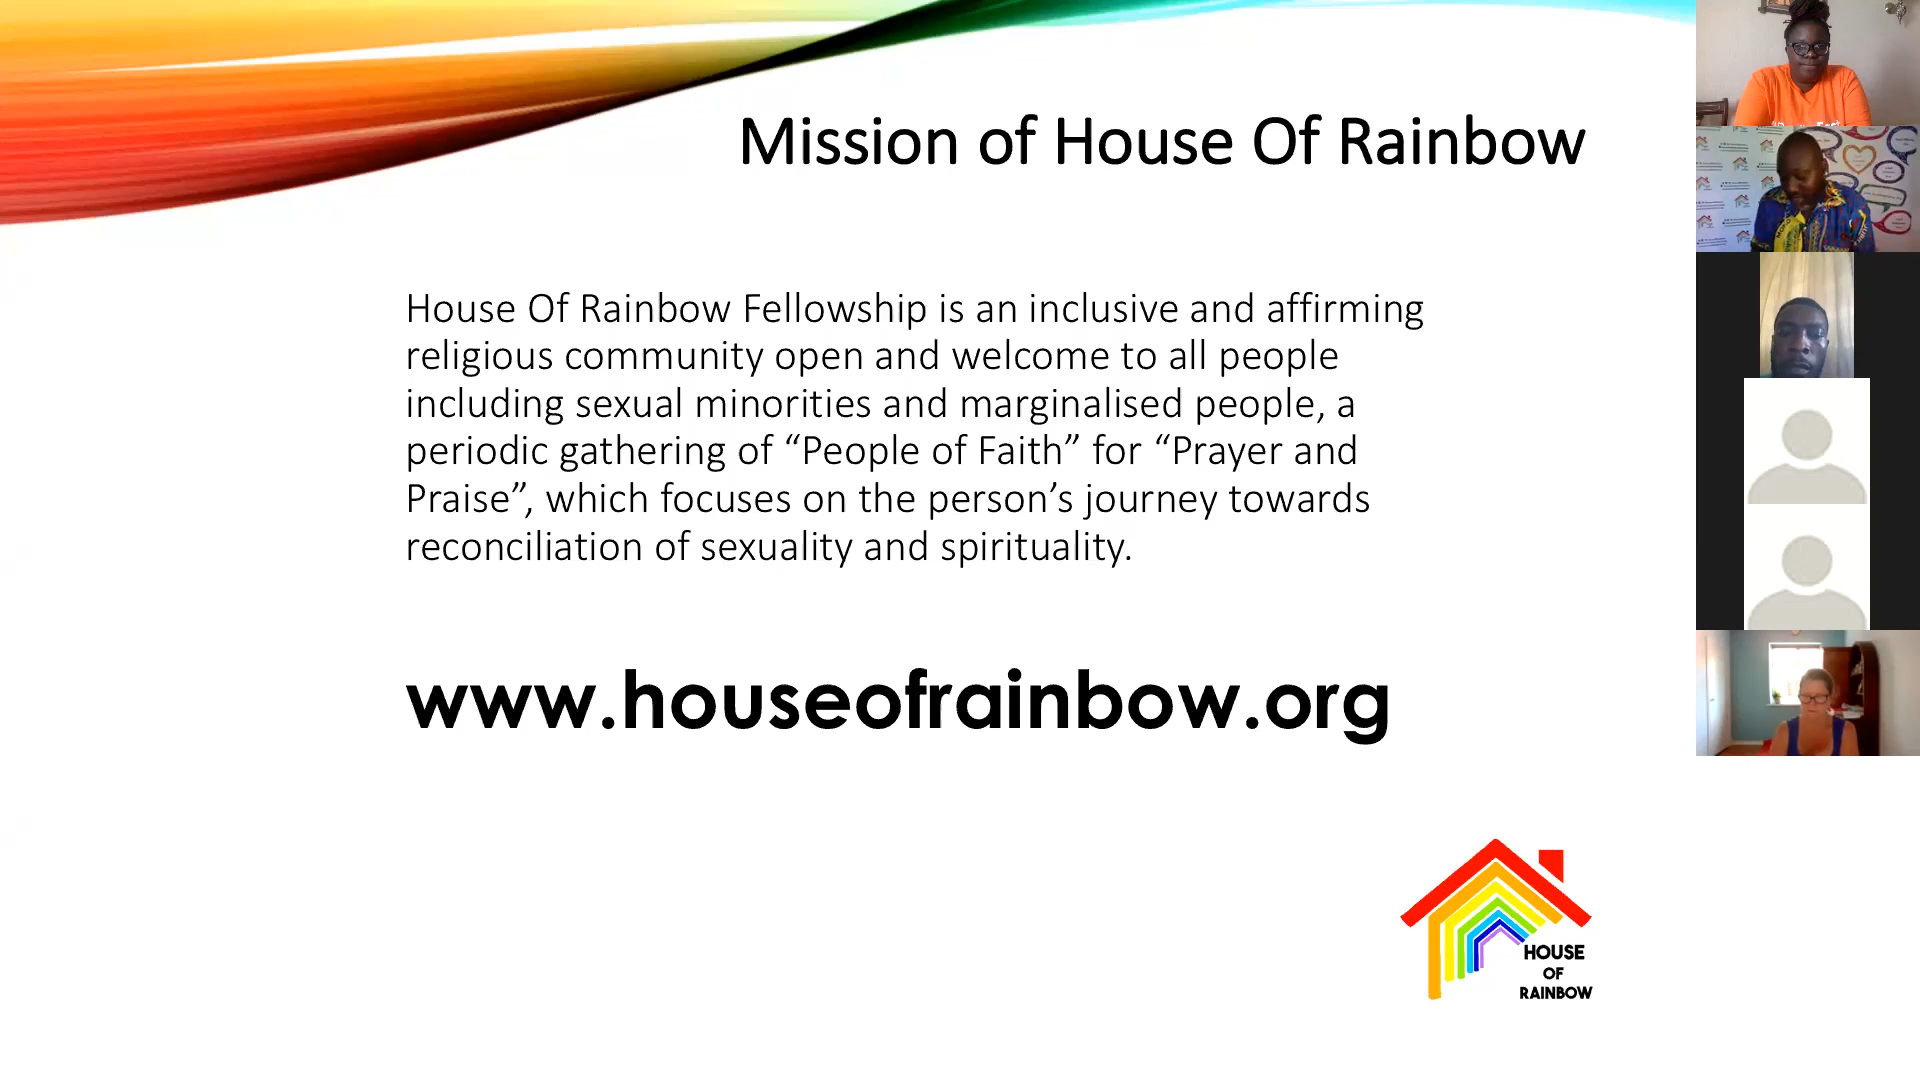 Mission of House Of Rainbow
House Of Rainbow Fellowship is an inclusive and affirming
religious community open and welcome to all people
including sexual minorities and marginalised people, a
periodic gathering of “People of Faith” for “Prayer and
Praise”, which focuses on the person’s journey towards
reconciliation of sexuality and spirituality.
www.houseofrainbow.org
HOUSE
OF
RAINBOW